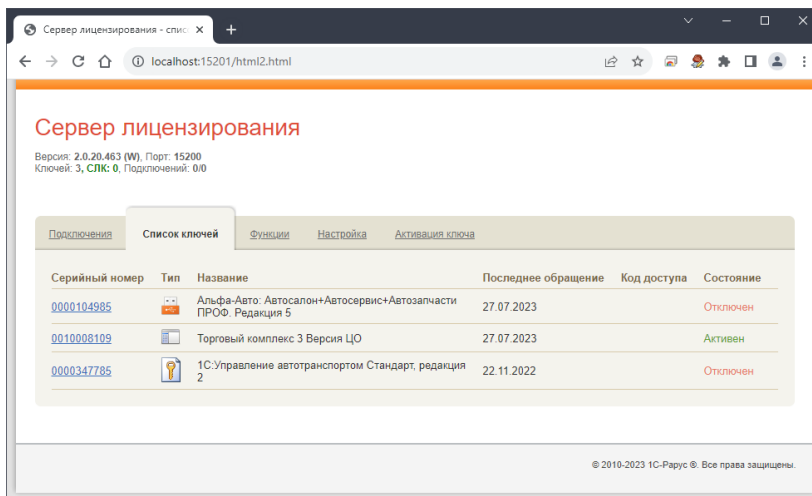 Сервер лицензирования - спис
localhost:15201/html2.html
Сервер лицензирования
Версия: 2.0.20.463 (W), Порт: 15200
Ключей: 3, СЛК: 0, Подключений: 0/0
Подключения Список ключей Функции Настройка Активация ключа
Серийный номер Тип Название Последнее обращение Код доступа Состояние
0000104985 Альфа-Авто: Автосалон+Автосервис+Автозапчасти ПРОФ. Редакция 5 27.07.2023 Отключен
0010008109 Торговый комплекс 3 Версия ЦО 27.07.2023 Активен
0000347785 1С:Управление автотранспортом Стандарт, редакция 2 22.11.2022 Отключен
© 2010-2023 1С-Рарус ®. Все права защищены.